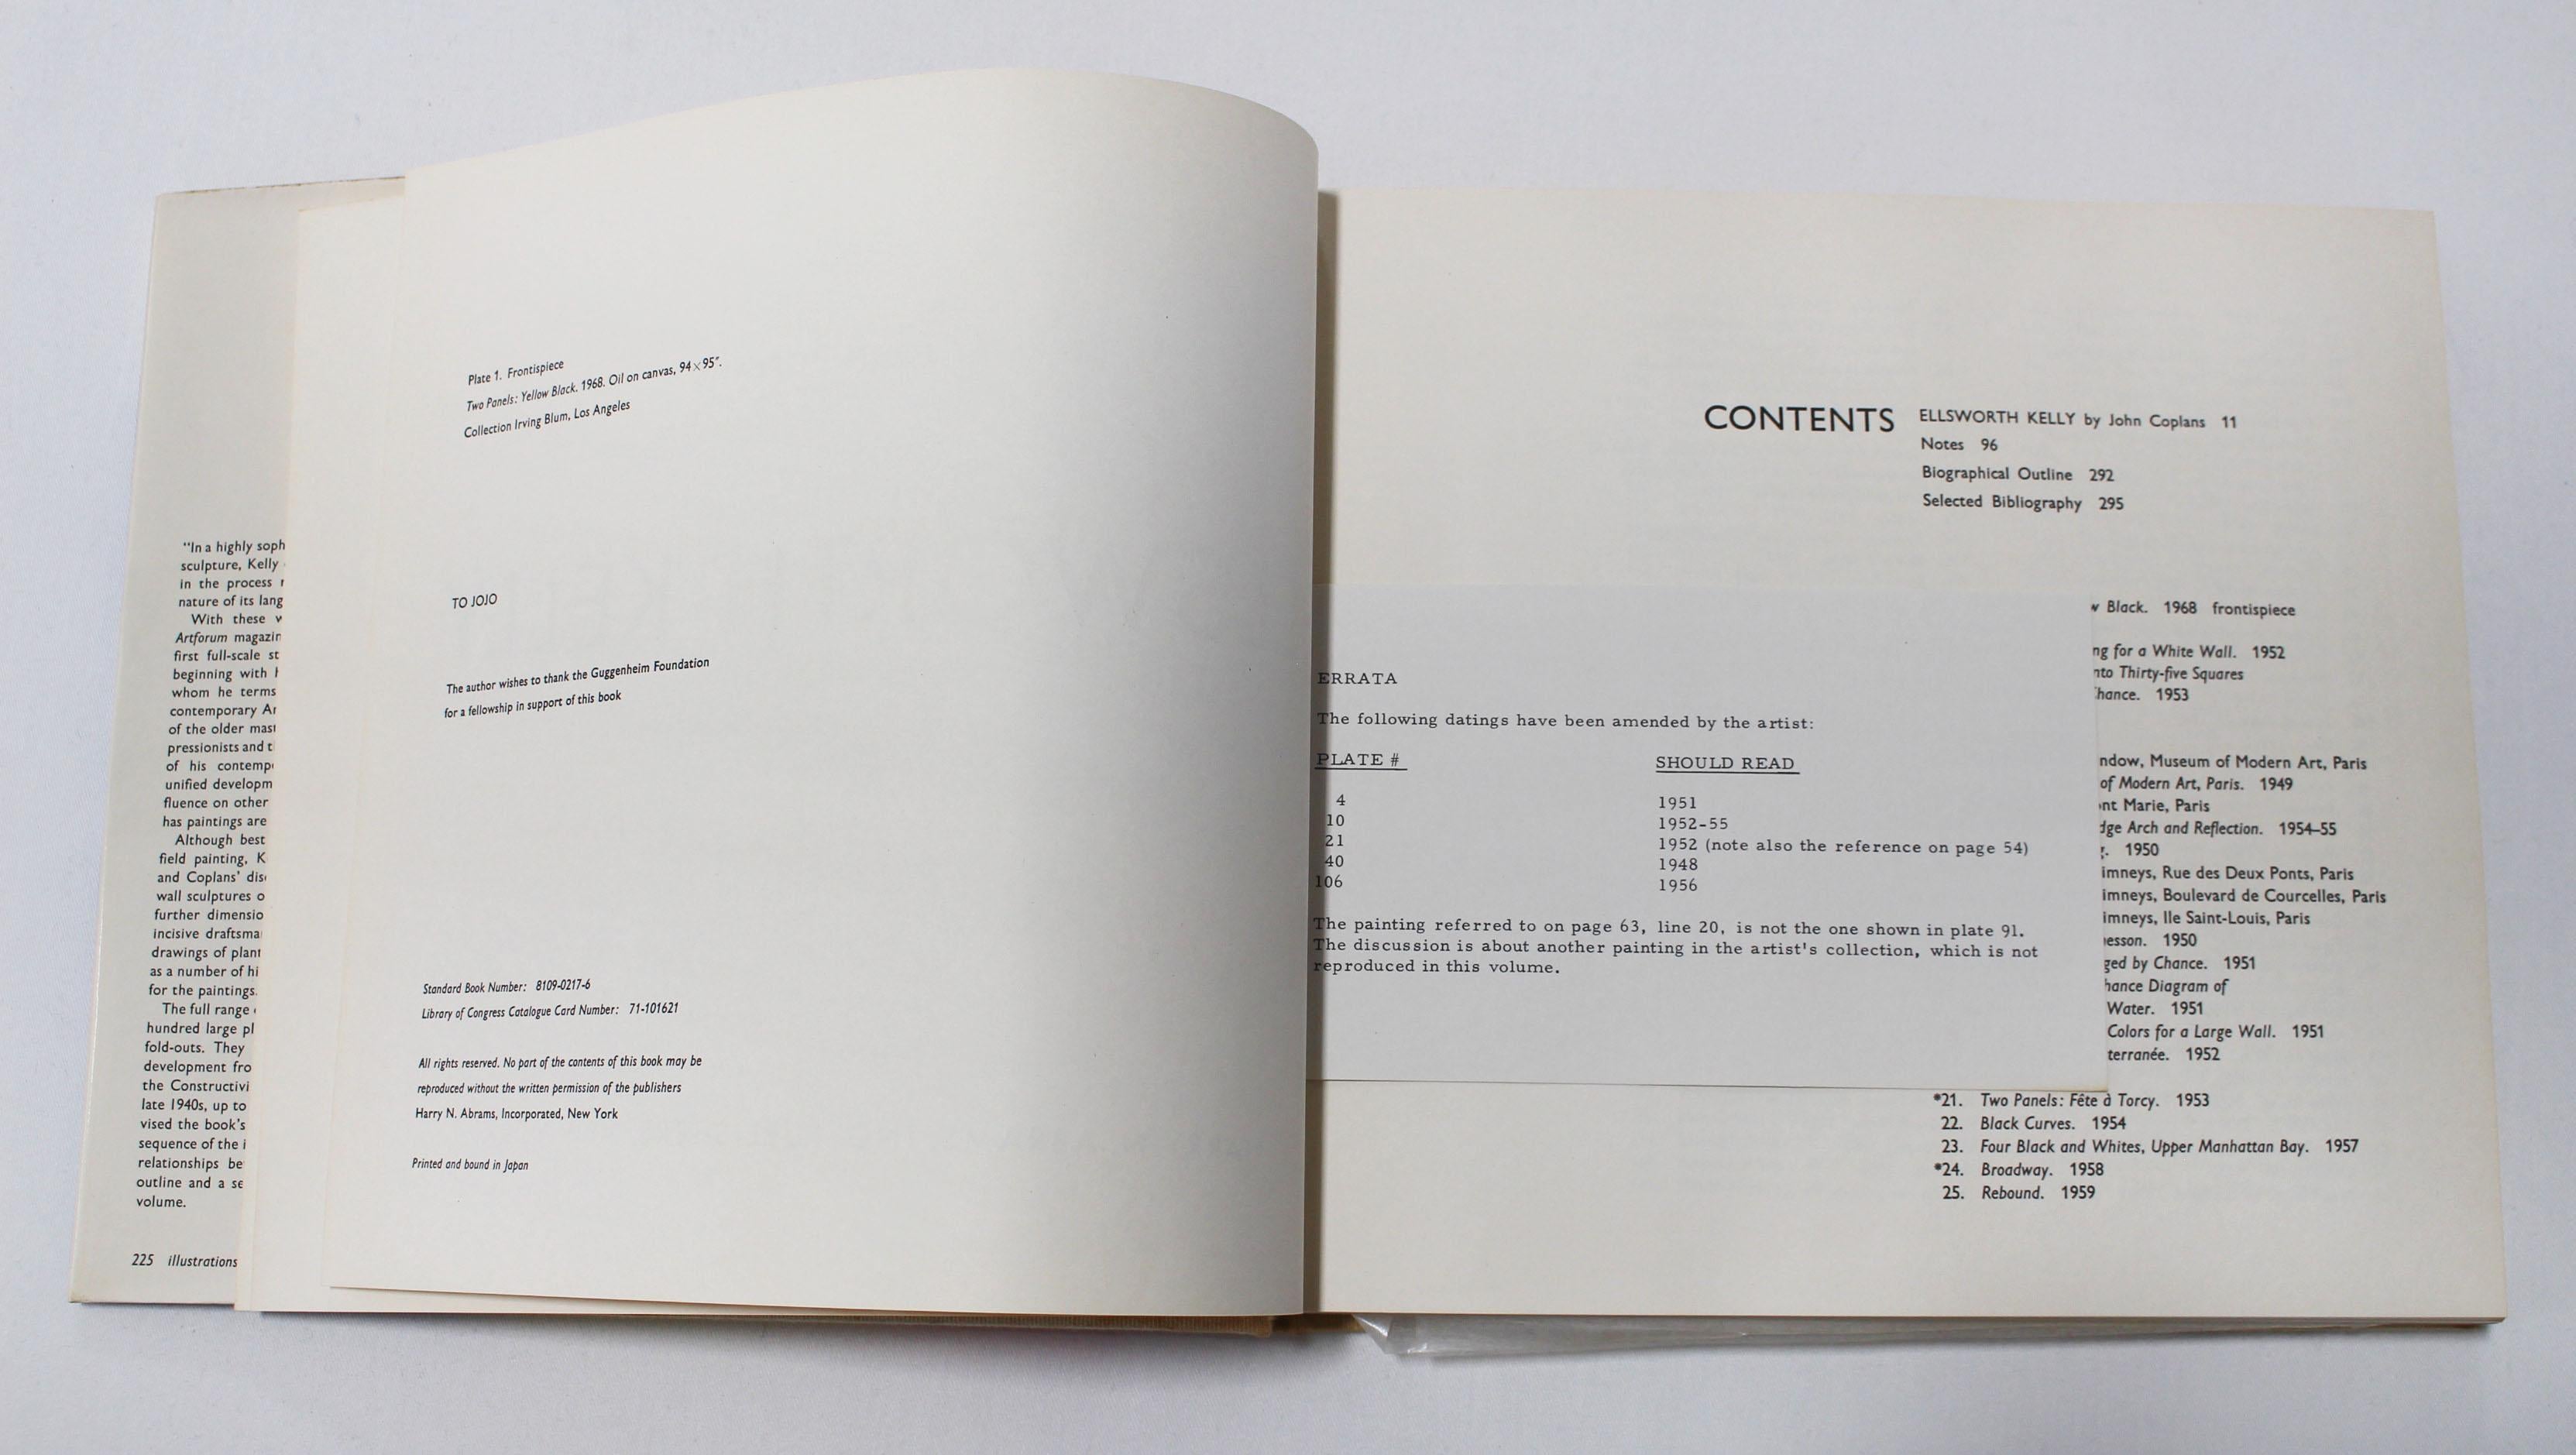 "In a highly soph
sculpture, Kelly
in the process
nature of its lang
With these
Artforum magazin
first full-scale st
beginning with
whom he terms
contemporary Ar
of the older mast
pressionists and t
of his contemp
unified developm
fluence on other
has paintings are
Although best
field painting, K
and Coplans' dis
wall sculptures o
further dimensio
incisive draftsma
drawings of plant
as a number of hi
for the paintings.
The full range
hundred large pl
fold-outs. They
development fro
the Constructivi
late 1940s, up to
vised the book's
sequence of the i
relationships be
outline and a se
volume.
225 illustrations
Plate 1. Frontispiece
Two Panels: Yellow Black. 1968. Oil on canvas, 94×95".
Collection Irving Blum, Los Angeles
TO JOJO
The author wishes to thank the Guggenheim Foundation
for a fellowship in support of this book
Standard Book Number: 8109-0217-6
Library of Congress Catalogue Card Number: 71-101621
All rights reserved. No part of the contents of this book may be
reproduced without the written permission of the publishers
Harry N. Abrams, Incorporated, New York
Printed and bound in Japan
CONTENTS ELLSWORTH KELLY by John Coplans 11
Notes 96
Biographical Outline 292
Selected Bibliography 295
ERRATA
The following datings have been amended by the artist:
PLATE # SHOULD READ
4 1951
10 1952-55
21 1952 (note also the reference on page 54)
40 1948
106 1956
The painting referred to on page 63, line 20, is not the one shown in plate 91.
The discussion is about another painting in the artist's collection, which is not
reproduced in this volume.
w Black. 1968 frontispiece
ng for a White Wall. 1952
nto Thirty-five Squares
hance. 1953
ndow, Museum of Modern Art, Paris
of Modern Art, Paris. 1949
nt Marie, Paris
dge Arch and Reflection. 1954–55
1950
imneys, Rue des Deux Ponts, Paris
imneys, Boulevard de Courcelles, Paris
imneys, Ile Saint-Louis, Paris
esson. 1950
ged by Chance. 1951
hance Diagram of
Water. 1951
Colors for a Large Wall. 1951
terranée. 1952
*21. Two Panels: Fête à Torcy. 1953
22. Black Curves. 1954
23. Four Black and Whites, Upper Manhattan Bay. 1957
*24. Broadway. 1958
25. Rebound. 1959